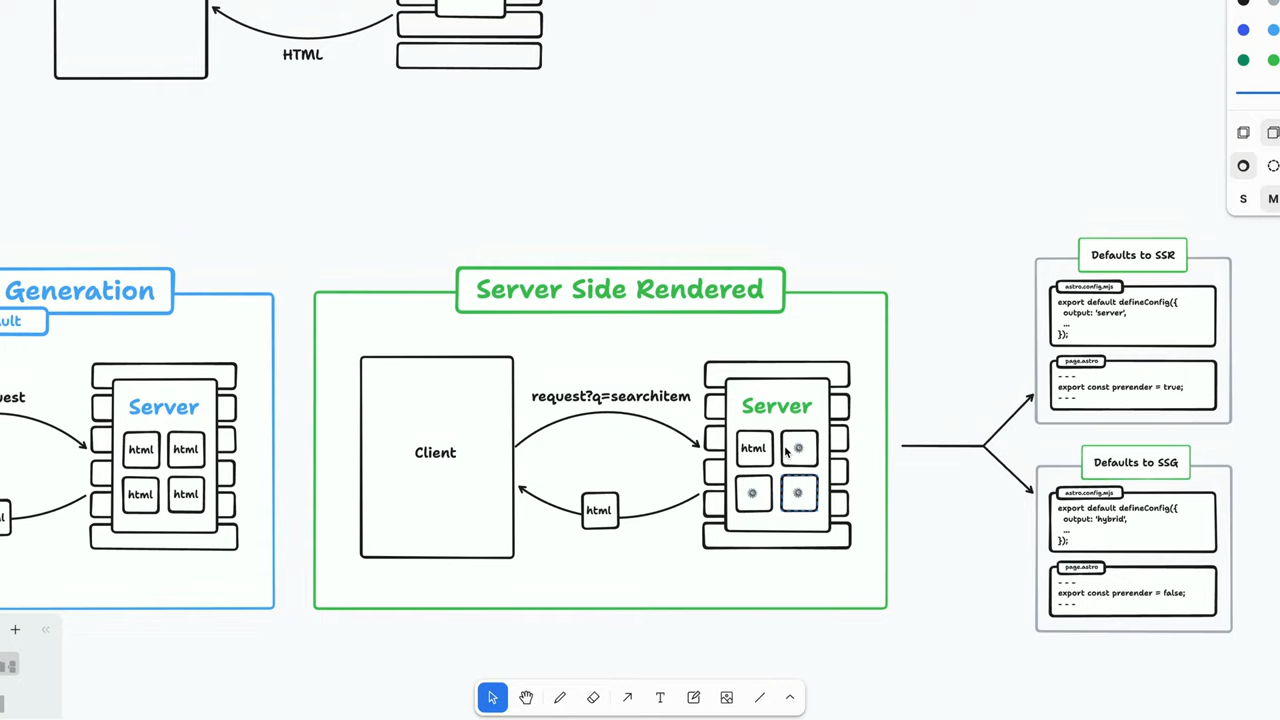 HTML
S
M
Generation
ult
est
Server
html
html
html
html
l
Server Side Rendered
Client
request?q=searchitem
html
Server
html
Defaults to SSR
astro.config.mjs
export default defineConfig({
output: 'server',
...
});
page.astro
---
export const prerender = true;
---
Defaults to SSG
astro.config.mjs
export default defineConfig({
output: 'hybrid',
...
});
page.astro
---
export const prerender = false;
---
T